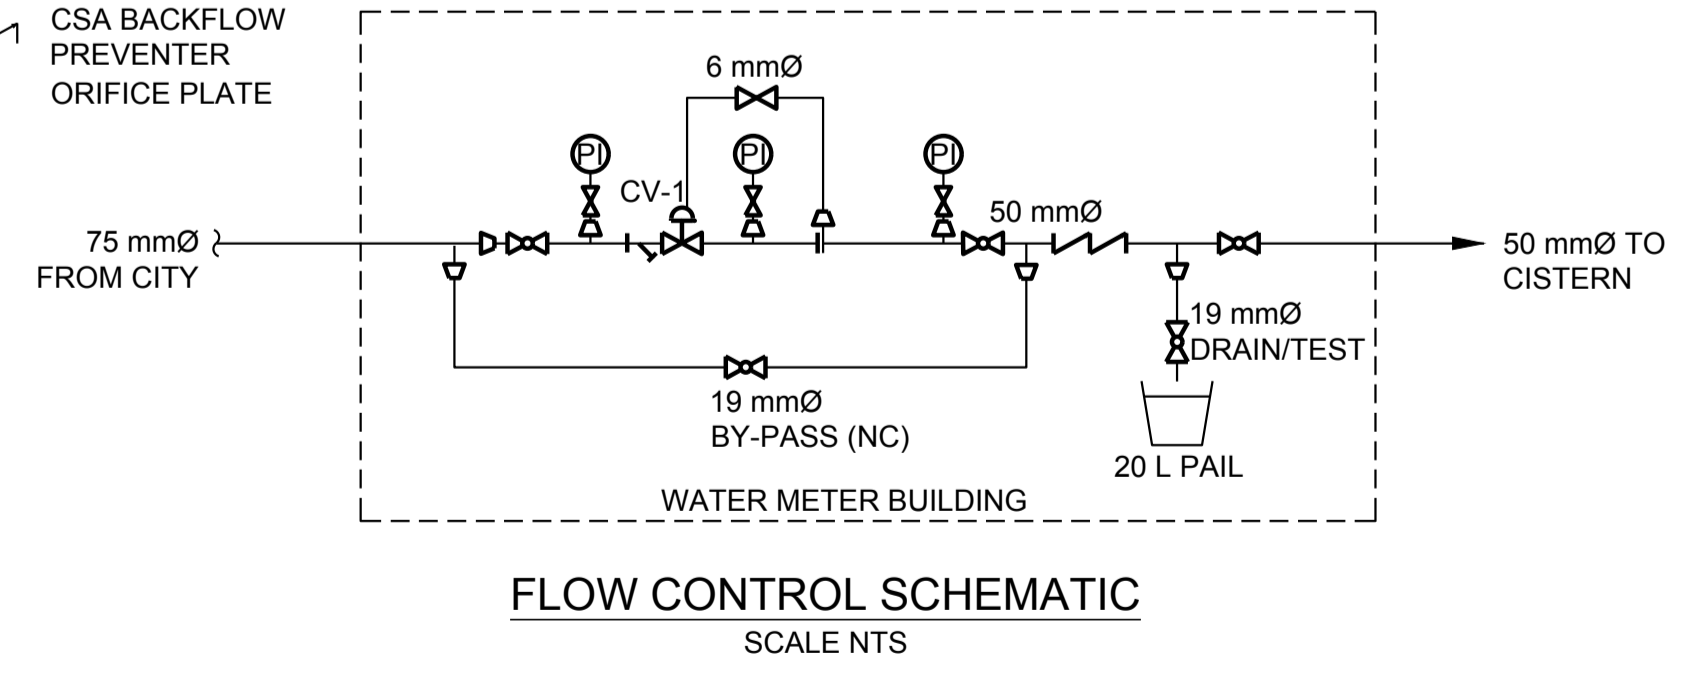 CSA BACKFLOW
PREVENTER
ORIFICE PLATE
6 mmØ
PI
PI
PI
CV-1
50 mmØ
75 mmØ
FROM CITY
50 mmØ TO
CISTERN
19 mmØ
DRAIN/TEST
19 mmØ
BY-PASS (NC)
20 L PAIL
WATER METER BUILDING
FLOW CONTROL SCHEMATIC
SCALE NTS